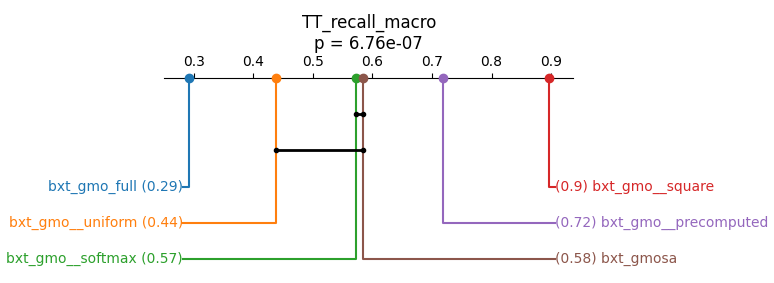 TT_recall_macro
p = 6.76e-07
0.3 0.4 0.5 0.6 0.7 0.8 0.9
bxt_gmo_full (0.29)
(0.9) bxt_gmo__square
bxt_gmo__uniform (0.44)
(0.72) bxt_gmo__precomputed
bxt_gmo__softmax (0.57)
(0.58) bxt_gmosa